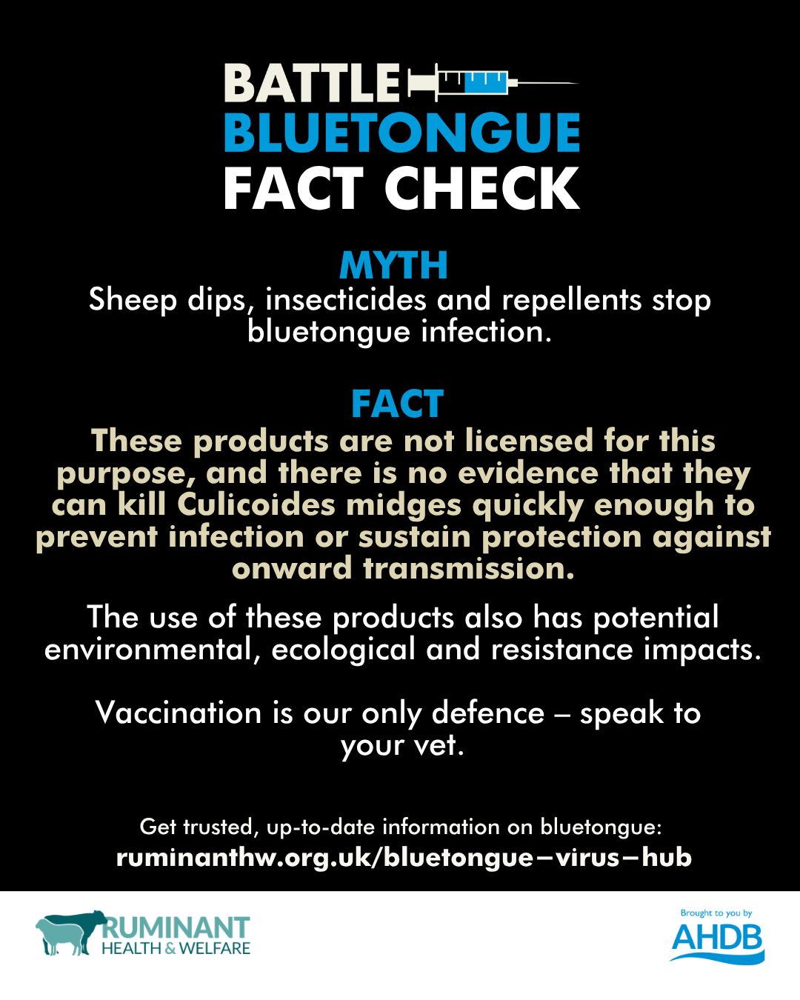 BATTLE
BLUETONGUE
FACT CHECK
MYTH
Sheep dips, insecticides and repellents stop
bluetongue infection.
FACT
These products are not licensed for this
purpose, and there is no evidence that they
can kill Culicoides midges quickly enough to
prevent infection or sustain protection against
onward transmission.
The use of these products also has potential
environmental, ecological and resistance impacts.
Vaccination is our only defence – speak to
your vet.
Get trusted, up-to-date information on bluetongue:
ruminanthw.org.uk/bluetongue–virus–hub
RUMINANT
HEALTH & WELFARE
Brought to you by
AHDB